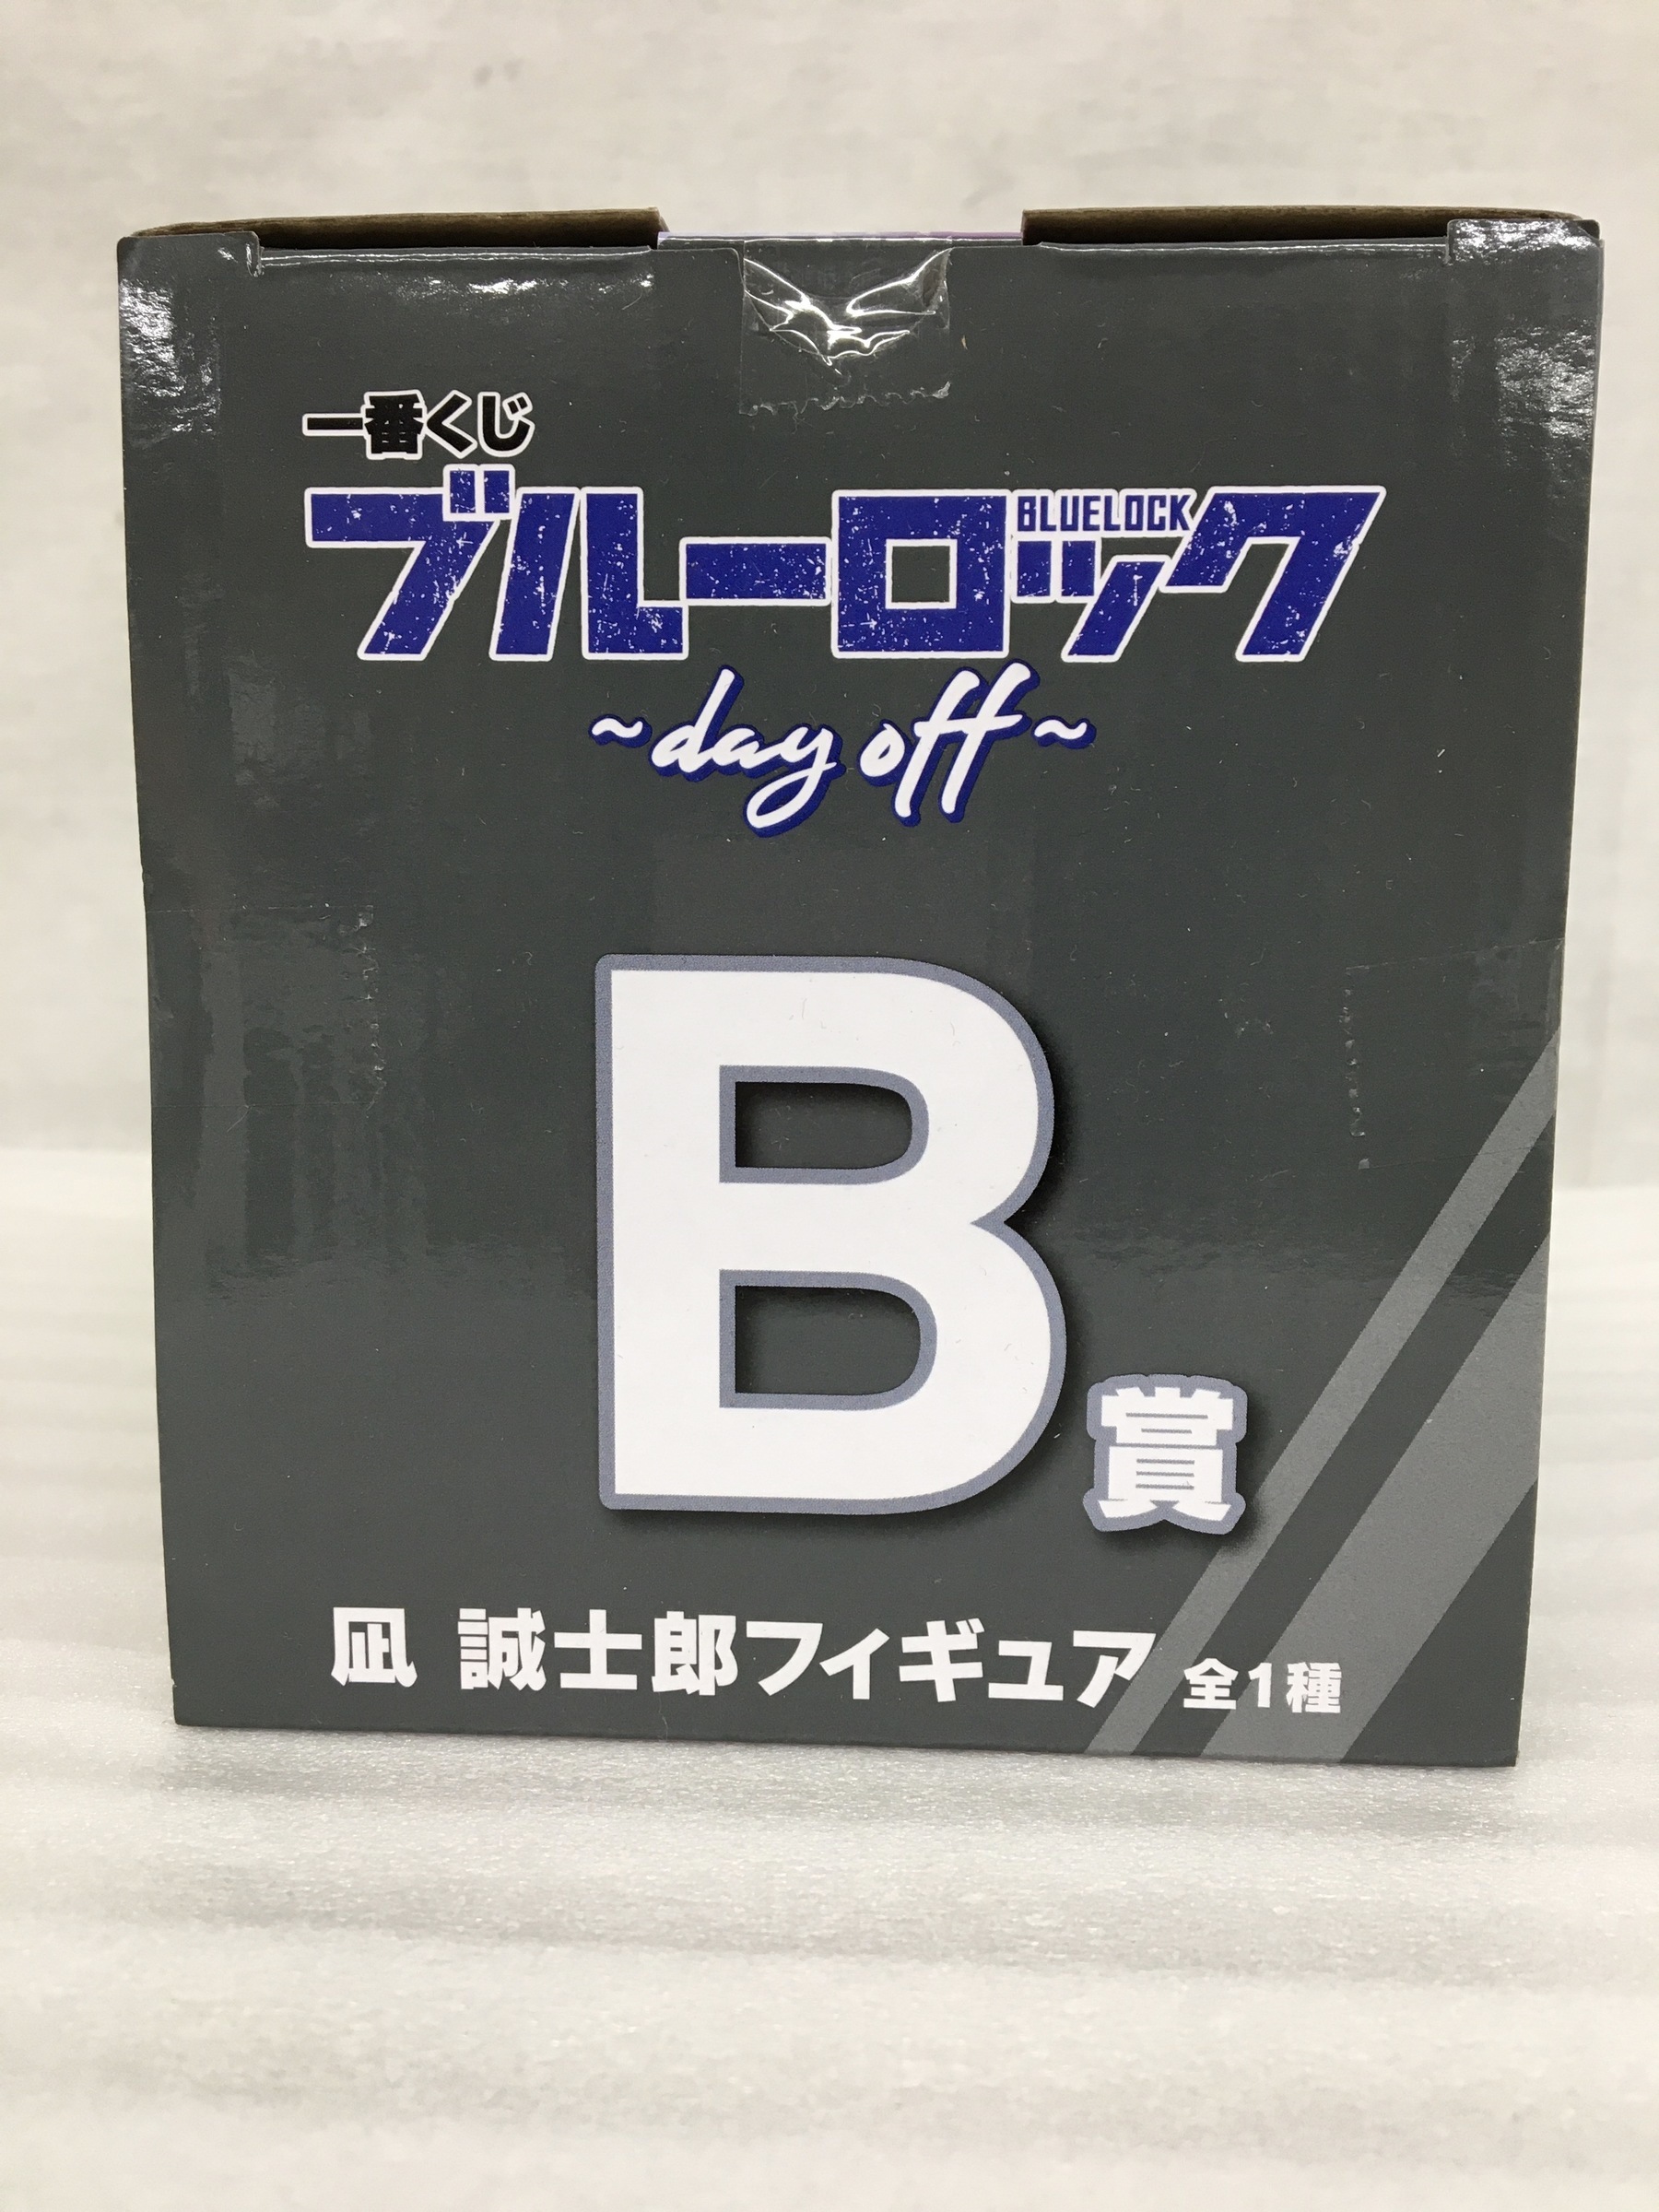 一番くじ
ブルーロック
BLUELOCK
~day off~
B賞
凪 誠士郎フィギュア 全1種